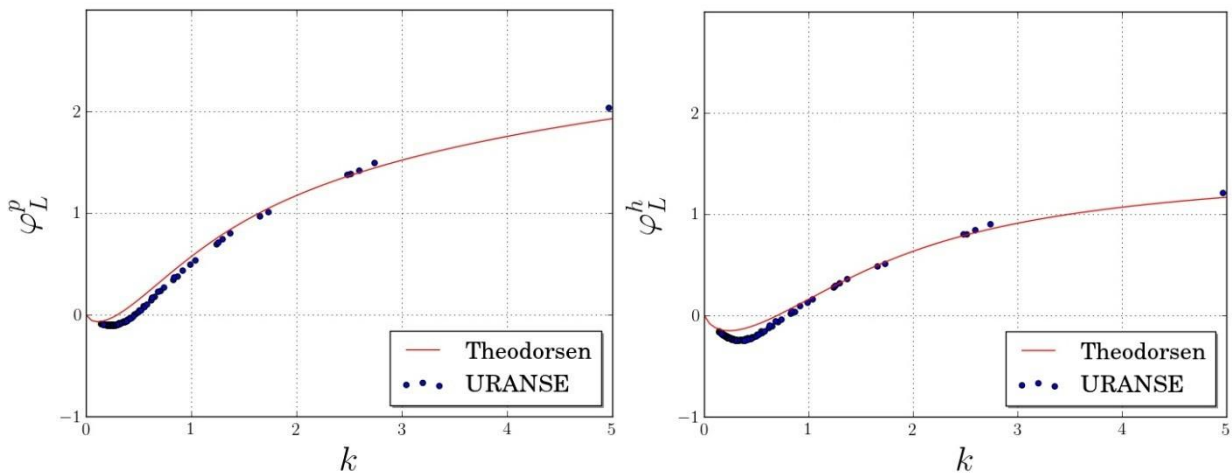 2
1
0
−1
0 1 2 3 4 5
k
φ_L^p
Theodorsen
URANSE
2
1
0
−1
0 1 2 3 4 5
k
φ_L^h
Theodorsen
URANSE